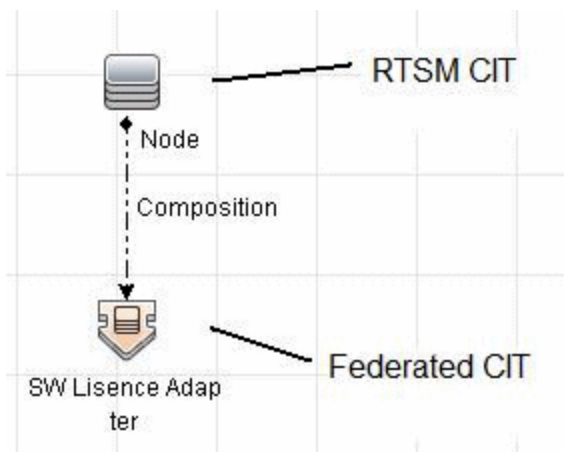 RTSM CIT
Node
Composition
Federated CIT
SW Lisence Adap
ter